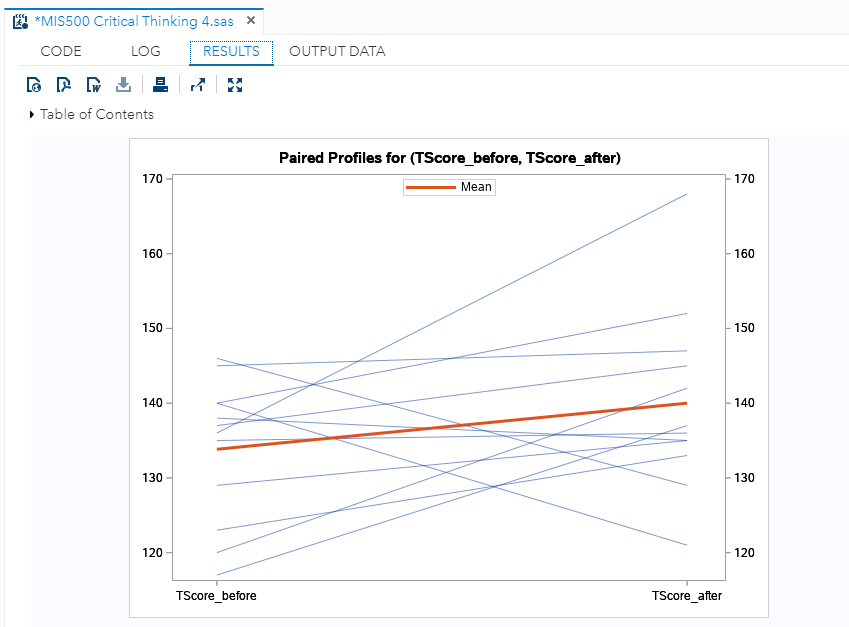 *MIS500 Critical Thinking 4.sas ×
CODE LOG RESULTS OUTPUT DATA
Table of Contents
Paired Profiles for (TScore_before, TScore_after)
Mean
170 170
160 160
150 150
140 140
130 130
120 120
TScore_before TScore_after